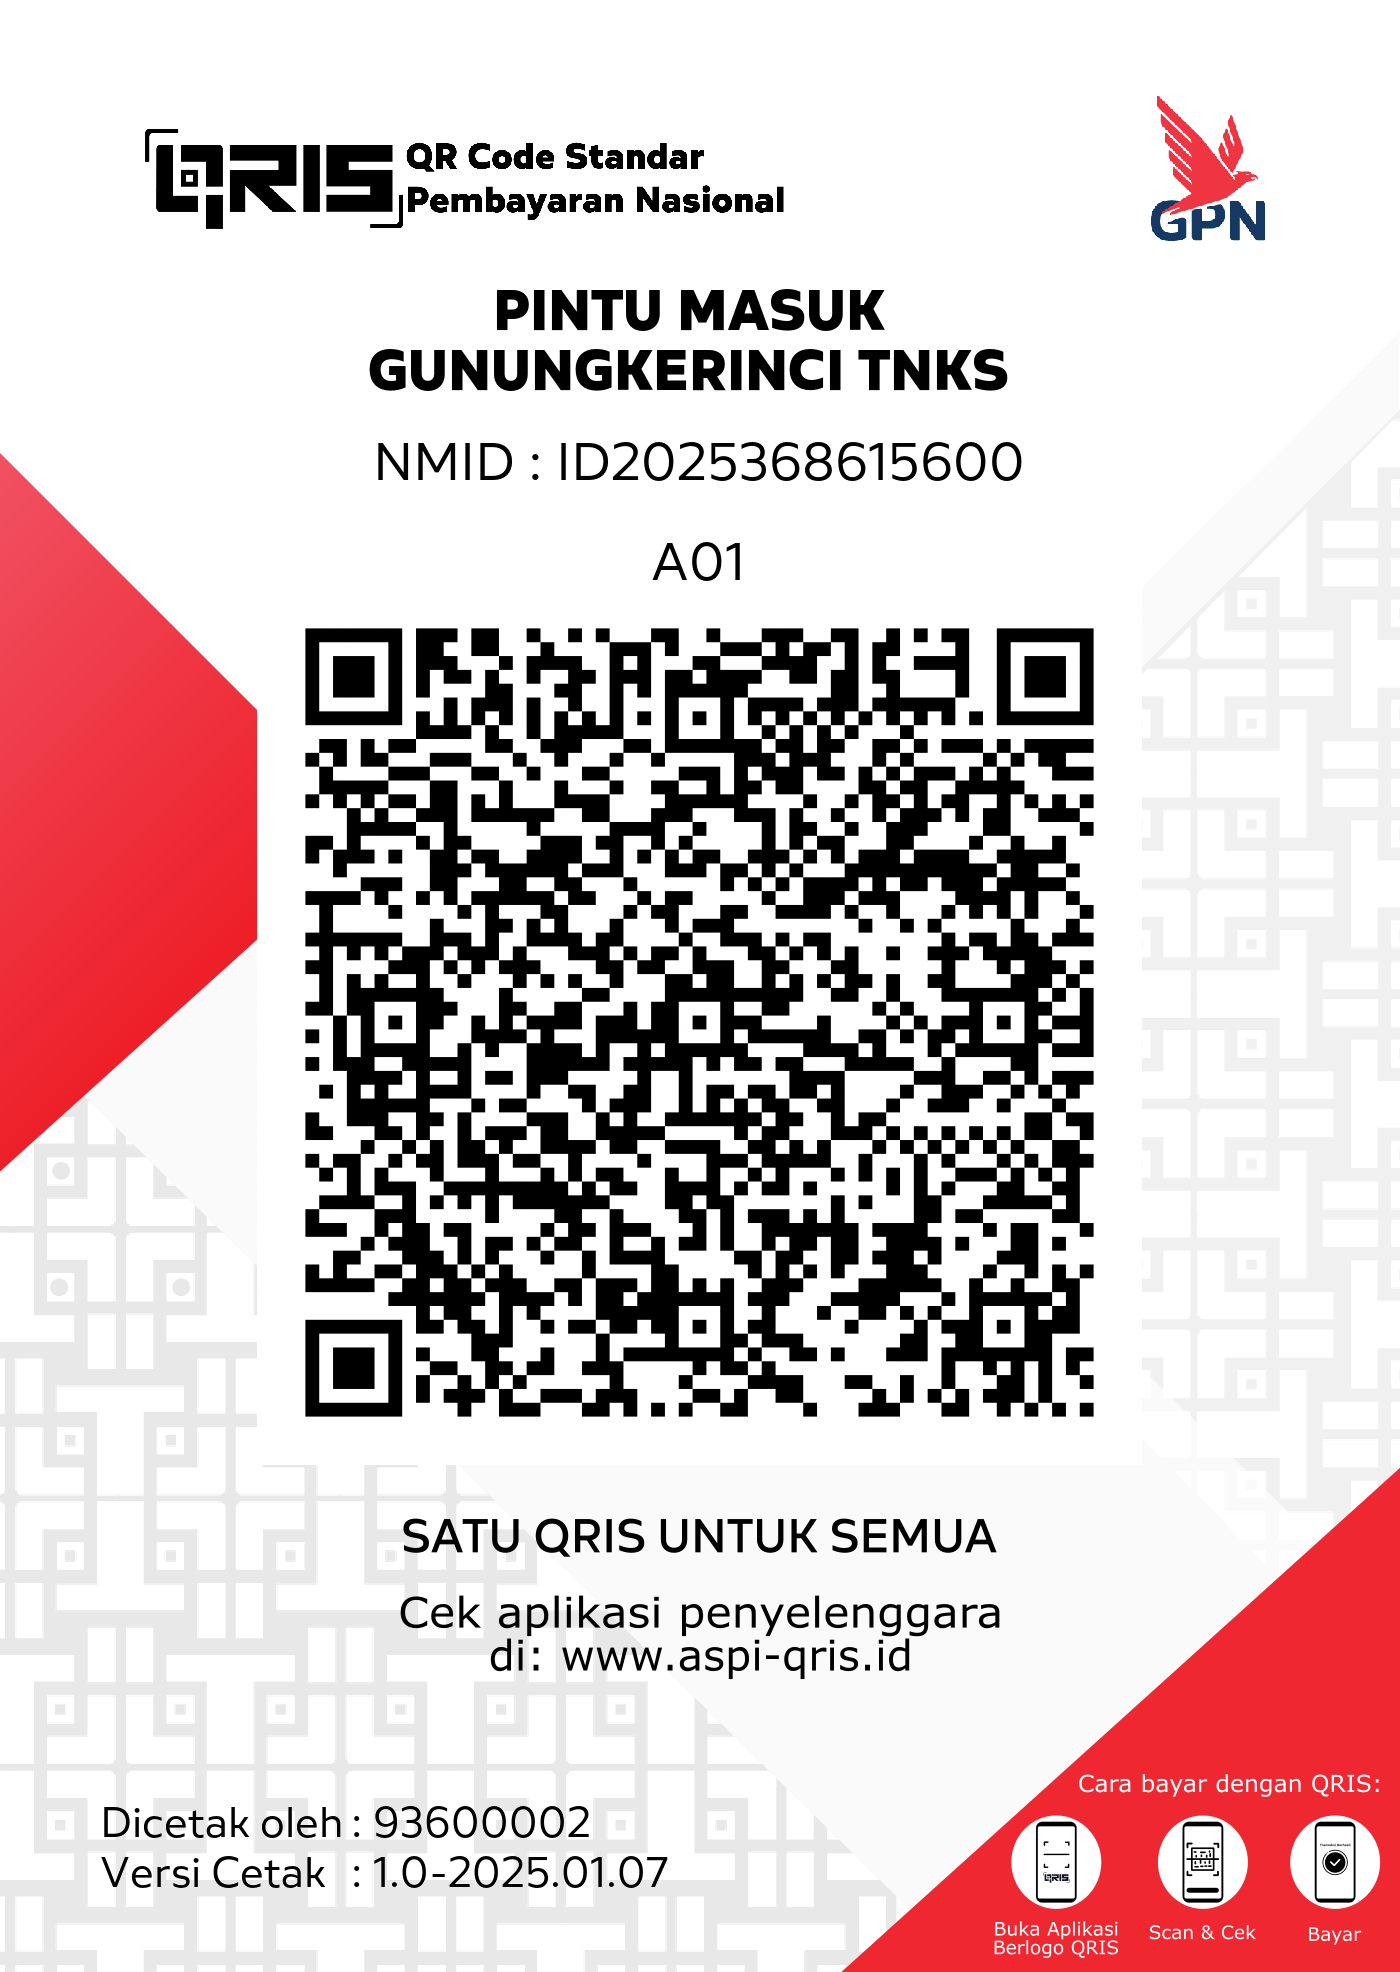 QRIS QR Code Standar
Pembayaran Nasional
GPN
PINTU MASUK
GUNUNGKERINCI TNKS
NMID : ID2025368615600
A01
SATU QRIS UNTUK SEMUA
Cek aplikasi penyelenggara
di: www.aspi-qris.id
Dicetak oleh : 93600002
Versi Cetak : 1.0-2025.01.07
Cara bayar dengan QRIS:
QRIS
Buka Aplikasi
Berlogo QRIS
Scan & Cek
Bayar